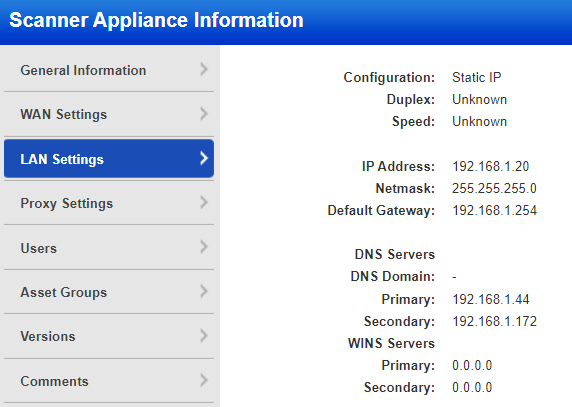 Scanner Appliance Information
General Information
WAN Settings
LAN Settings
Proxy Settings
Users
Asset Groups
Versions
Comments
Configuration: Static IP
Duplex: Unknown
Speed: Unknown
IP Address: 192.168.1.20
Netmask: 255.255.255.0
Default Gateway: 192.168.1.254
DNS Servers
DNS Domain: -
Primary: 192.168.1.44
Secondary: 192.168.1.172
WINS Servers
Primary: 0.0.0.0
Secondary: 0.0.0.0